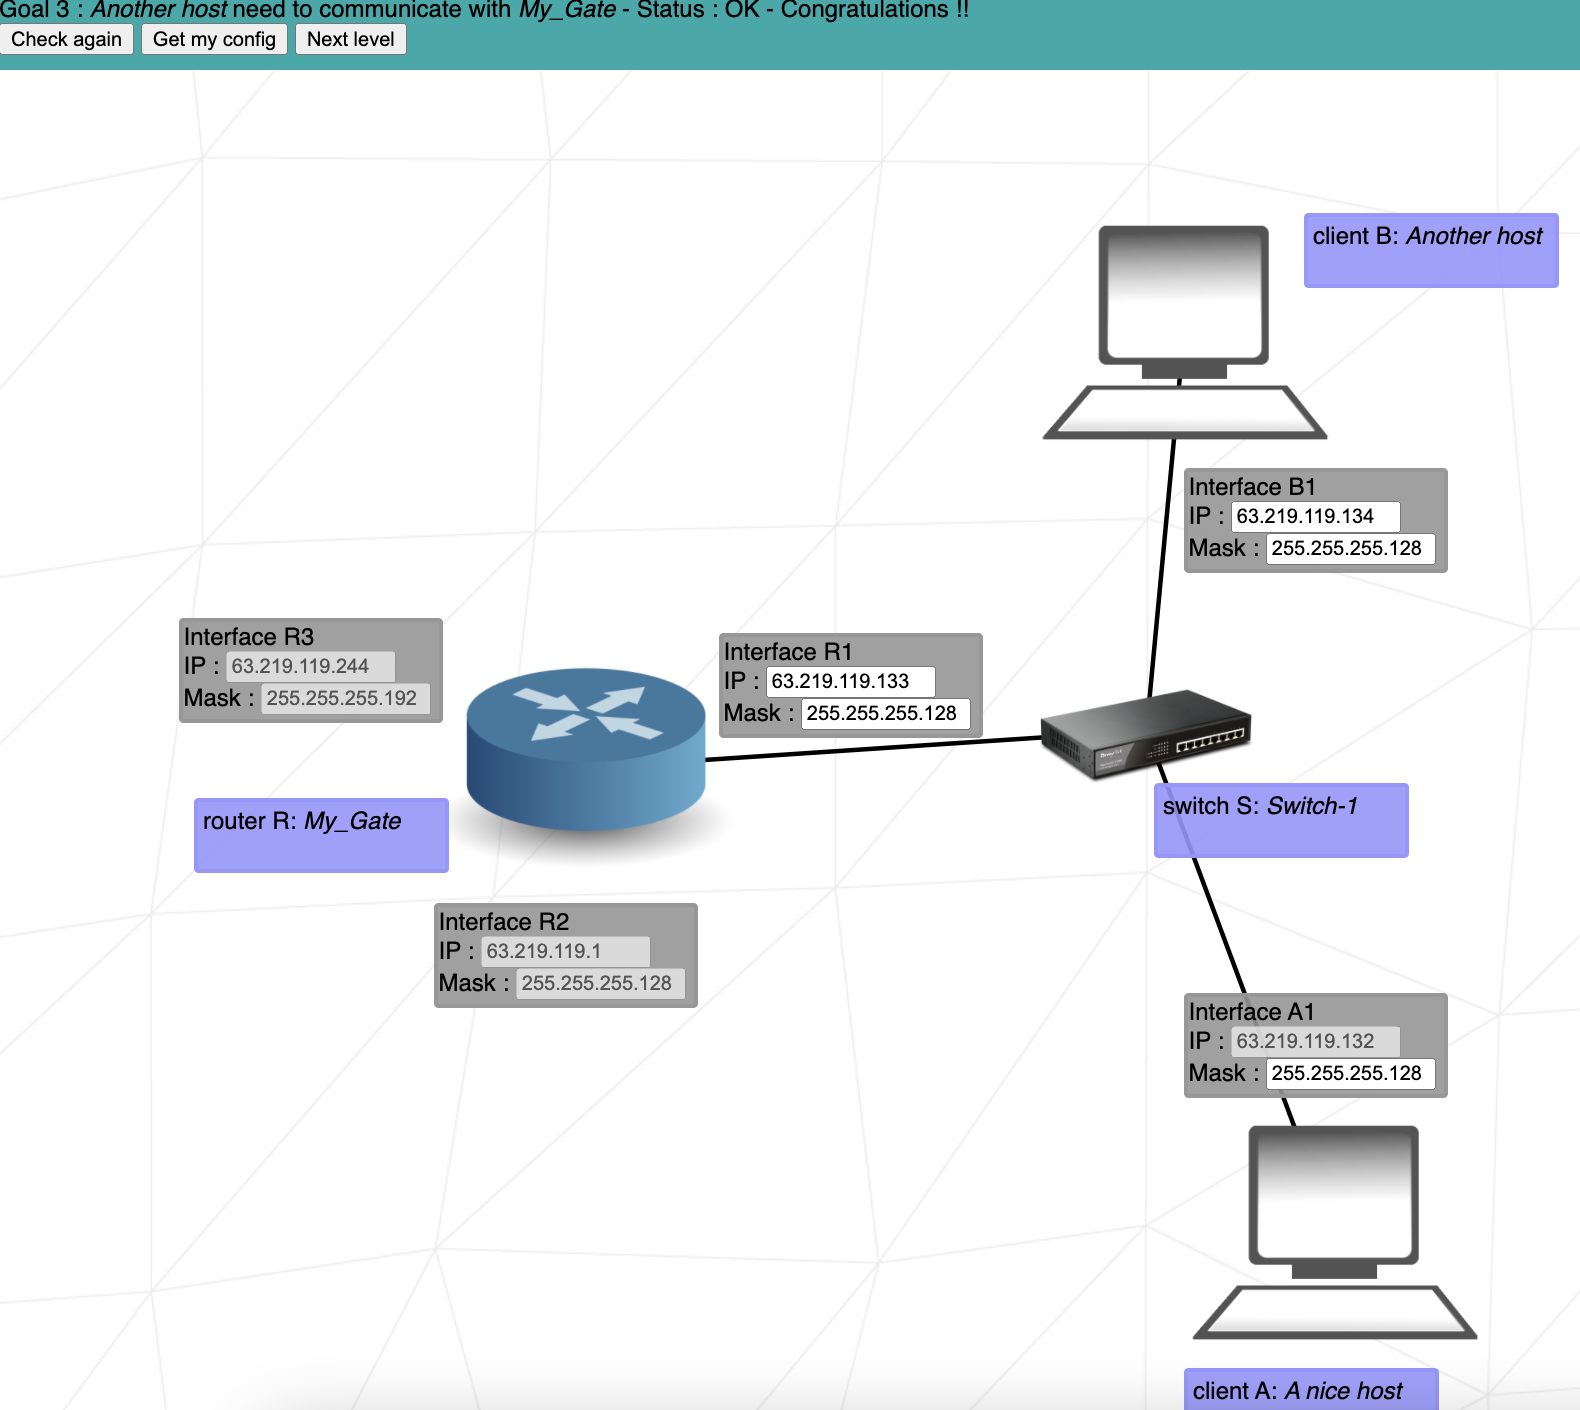 Goal 3 : Another host need to communicate with My_Gate - Status : OK - Congratulations !!
Check again Get my config Next level
client B: Another host
Interface B1
IP : 63.219.119.134
Mask : 255.255.255.128
Interface R3
IP : 63.219.119.244
Mask : 255.255.255.192
Interface R1
IP : 63.219.119.133
Mask : 255.255.255.128
router R: My_Gate
switch S: Switch-1
Interface R2
IP : 63.219.119.1
Mask : 255.255.255.128
Interface A1
IP : 63.219.119.132
Mask : 255.255.255.128
client A: A nice host